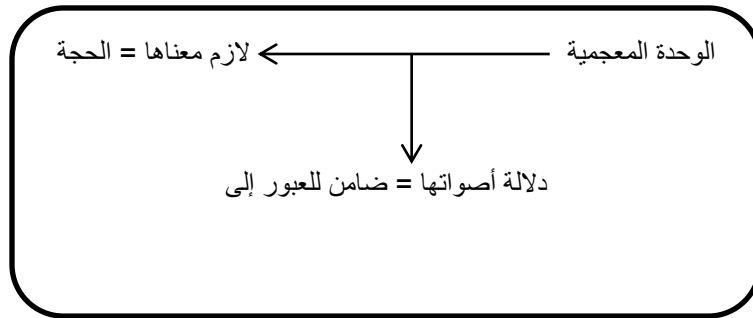 الوحدة المعجمية لازم معناها = الحجة
دلالة أصواتها = ضامن للعبور إلى